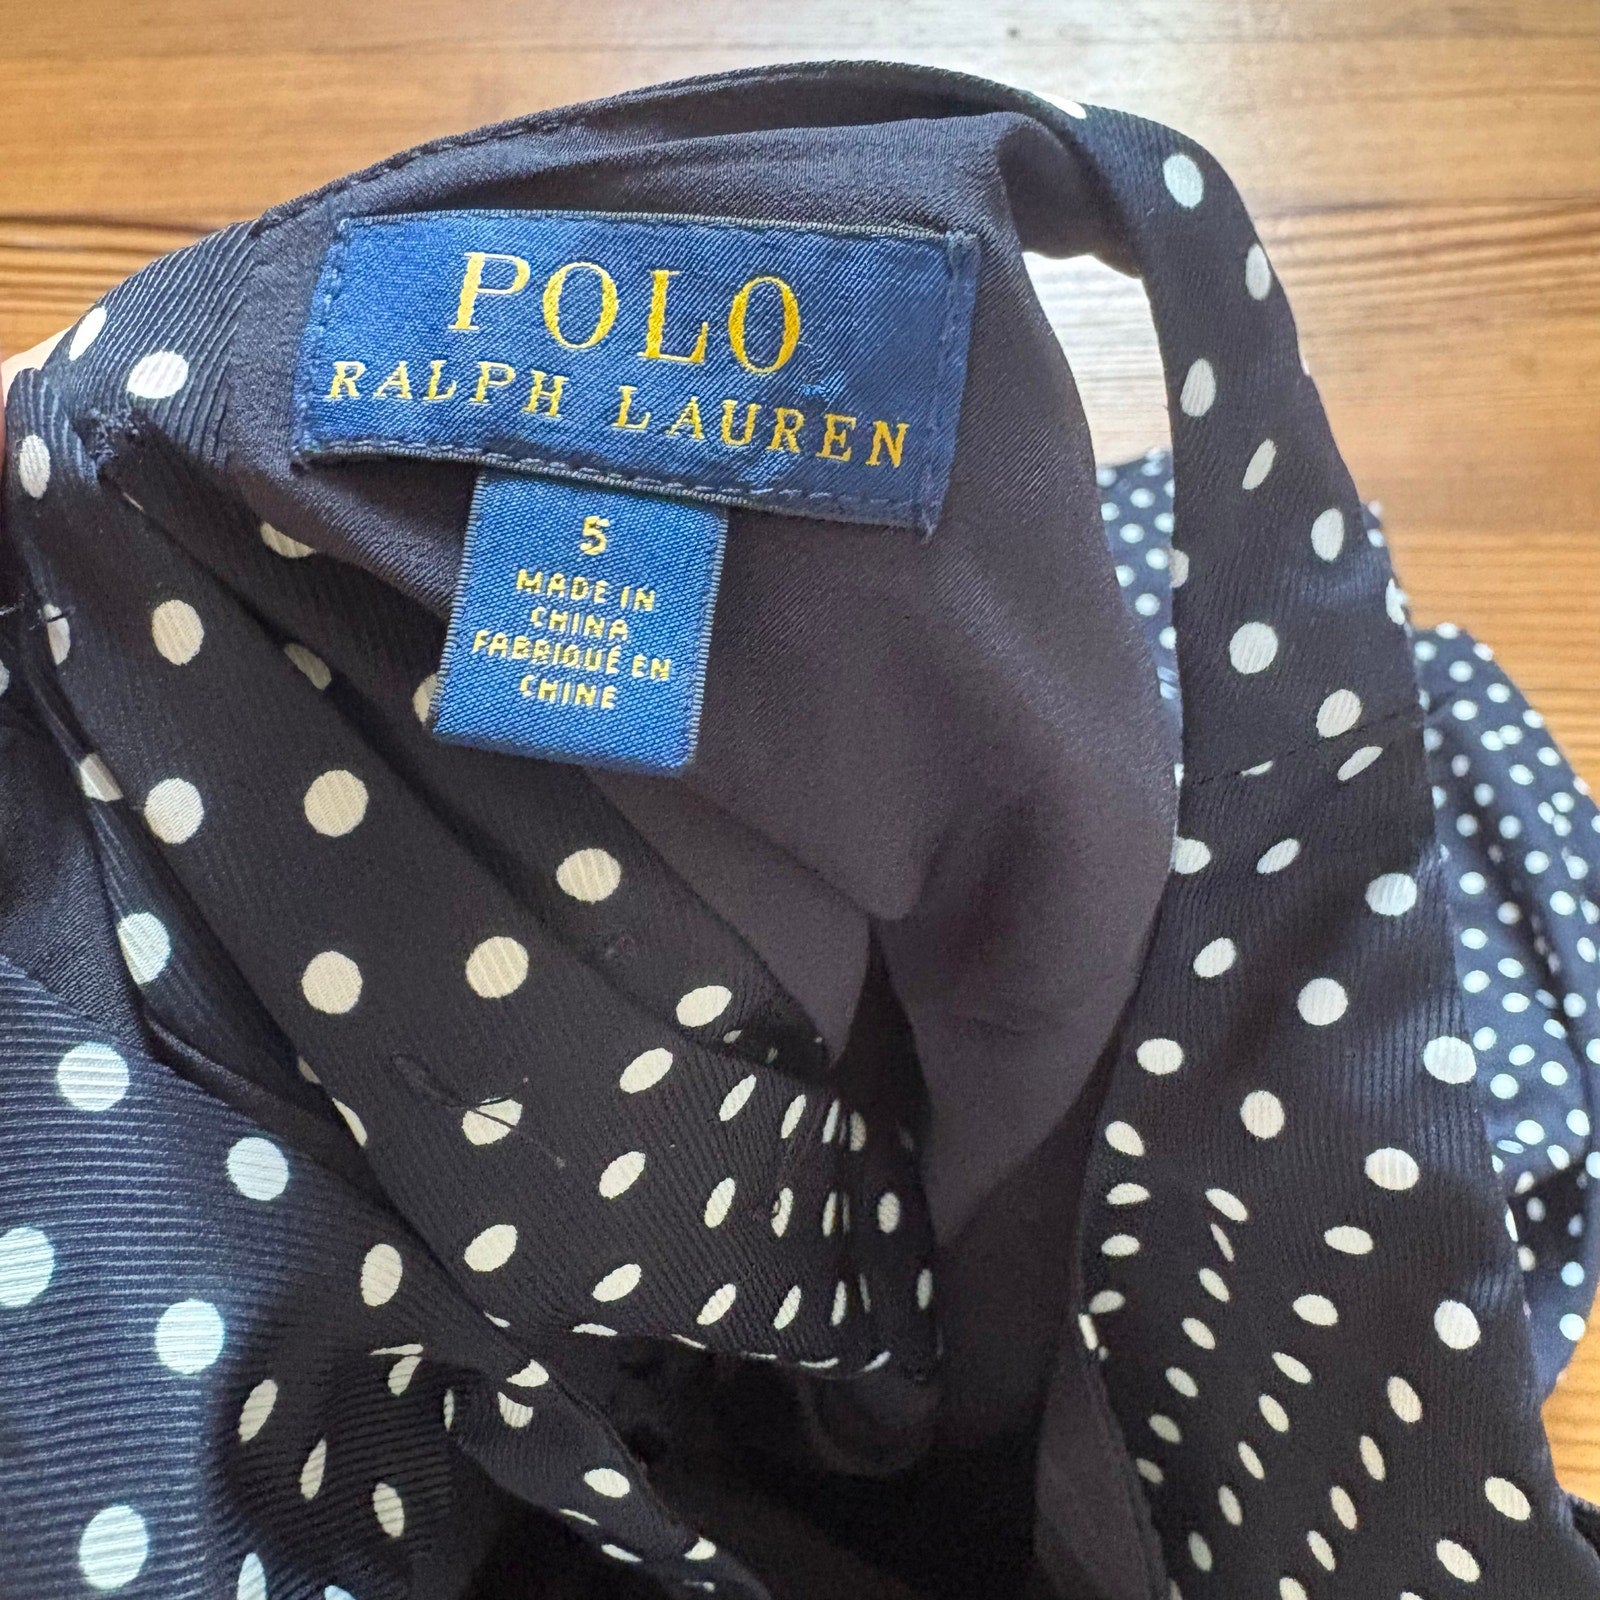 POLO
RALPH LAUREN
5
MADE IN
CHINA
FABRIQUÉ EN
CHINE